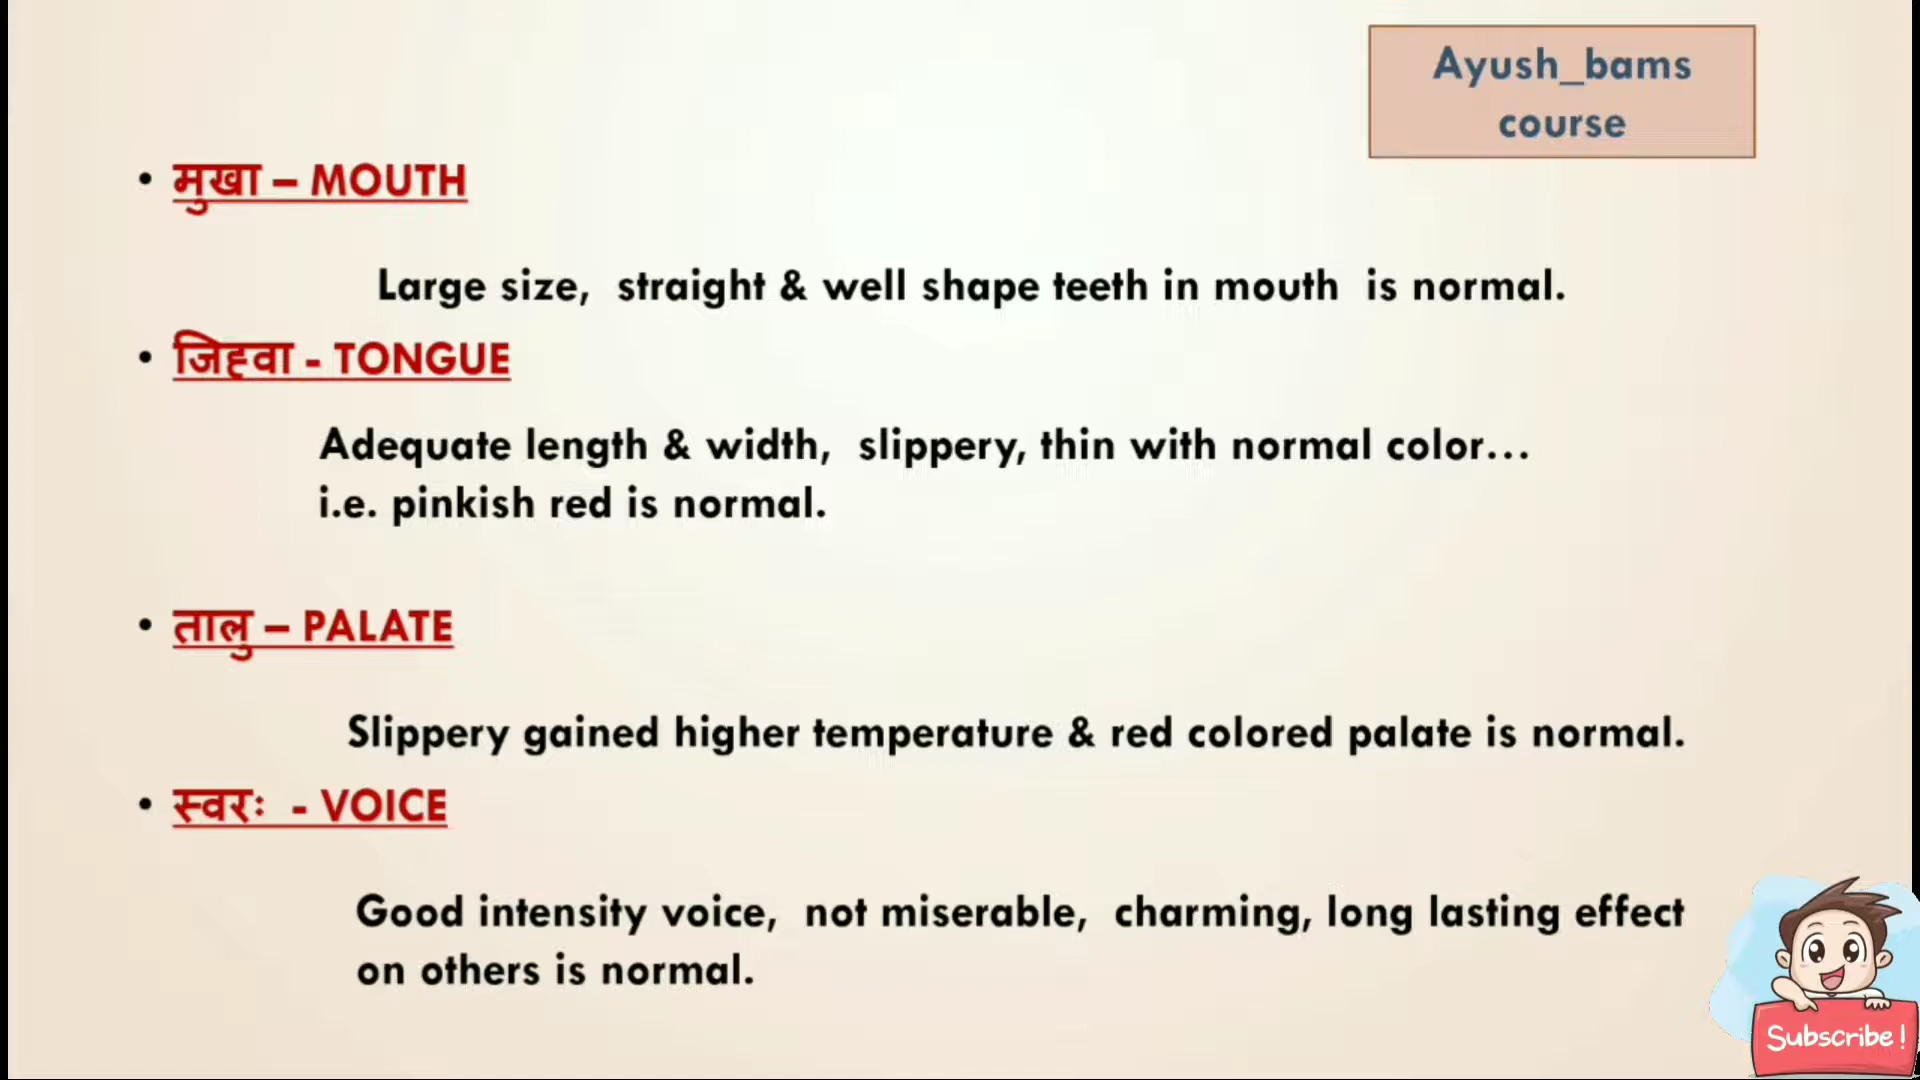 Ayush_bams
course
• मुखा – MOUTH
Large size, straight & well shape teeth in mouth is normal.
• जिह्वा - TONGUE
Adequate length & width, slippery, thin with normal color...
i.e. pinkish red is normal.
• तालु – PALATE
Slippery gained higher temperature & red colored palate is normal.
• स्वरः - VOICE
Good intensity voice, not miserable, charming, long lasting effect
on others is normal.
Subscribe!